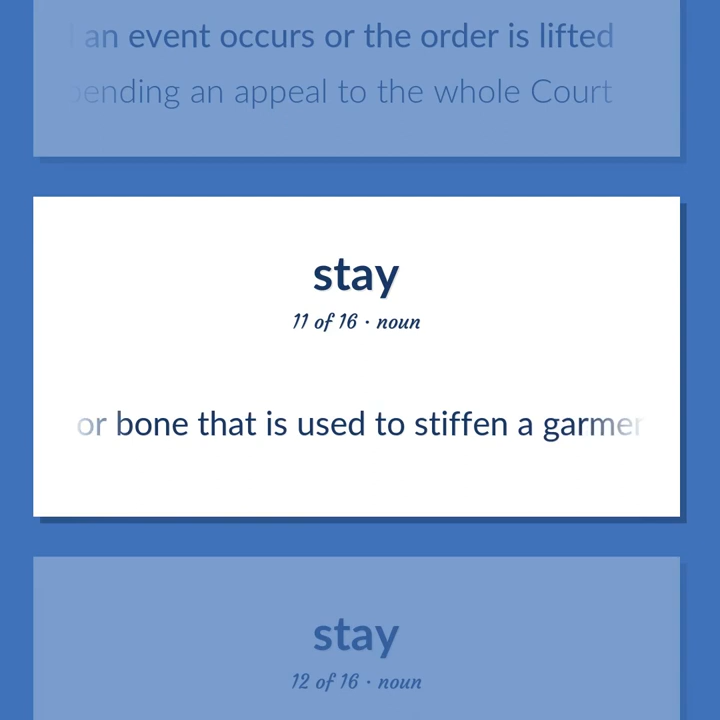 an event occurs or the order is lifted
pending an appeal to the whole Court
stay
11 of 16 · noun
or bone that is used to stiffen a
stay
12 of 16 · noun